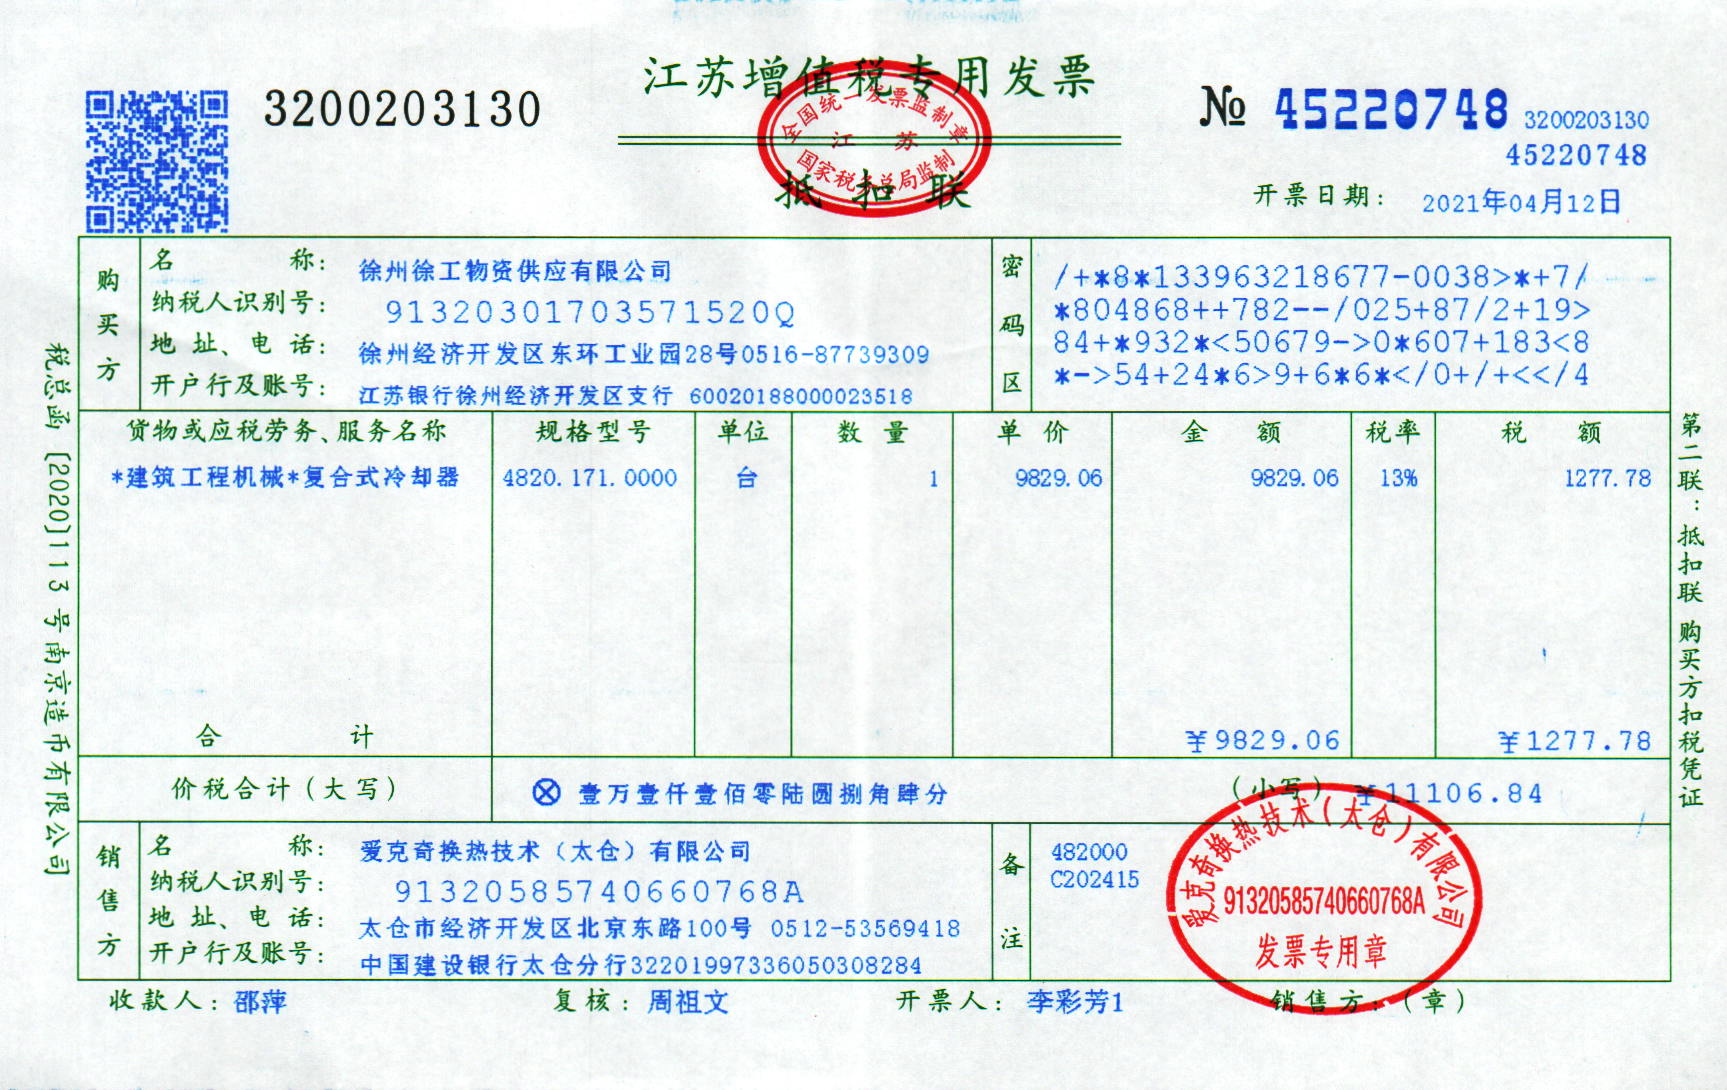 江苏增值税专用发票
3200203130
№ 45220748
3200203130
45220748
全国统一发票监制章
江苏
国家税务总局监制
抵扣联
开票日期: 2021年04月12日
购买方
名称: 徐州徐工物资供应有限公司
纳税人识别号: 91320301703571520Q
地址、电话: 徐州经济开发区东环工业园28号0516-87739309
开户行及账号: 江苏银行徐州经济开发区支行 60020188000023518
密码区
/+*8*133963218677-0038>*+7/
*804868++782--/025+87/2+19>
84+*932*<50679->0*607+183<8
*->54+24*6>9+6*6*</0+/+<</4
货物或应税劳务、服务名称 规格型号 单位 数量 单价 金额 税率 税额
*建筑工程机械*复合式冷却器 4820.171.0000 台 1 9829.06 9829.06 13% 1277.78
合计 ¥9829.06 ¥1277.78
价税合计(大写) ⊗ 壹万壹仟壹佰零陆圆捌角肆分 (小写) ¥11106.84
销售方
名称: 爱克奇换热技术(太仓)有限公司
纳税人识别号: 91320585740660768A
地址、电话: 太仓市经济开发区北京东路100号 0512-53569418
开户行及账号: 中国建设银行太仓分行32201997336050308284
备注
482000
C202415
爱克奇换热技术(太仓)有限公司
91320585740660768A
发票专用章
收款人: 邵萍 复核: 周祖文 开票人: 李彩芳1 销售方:(章)
税总函[2020]113号南京造币有限公司
第二联:抵扣联 购买方扣税凭证